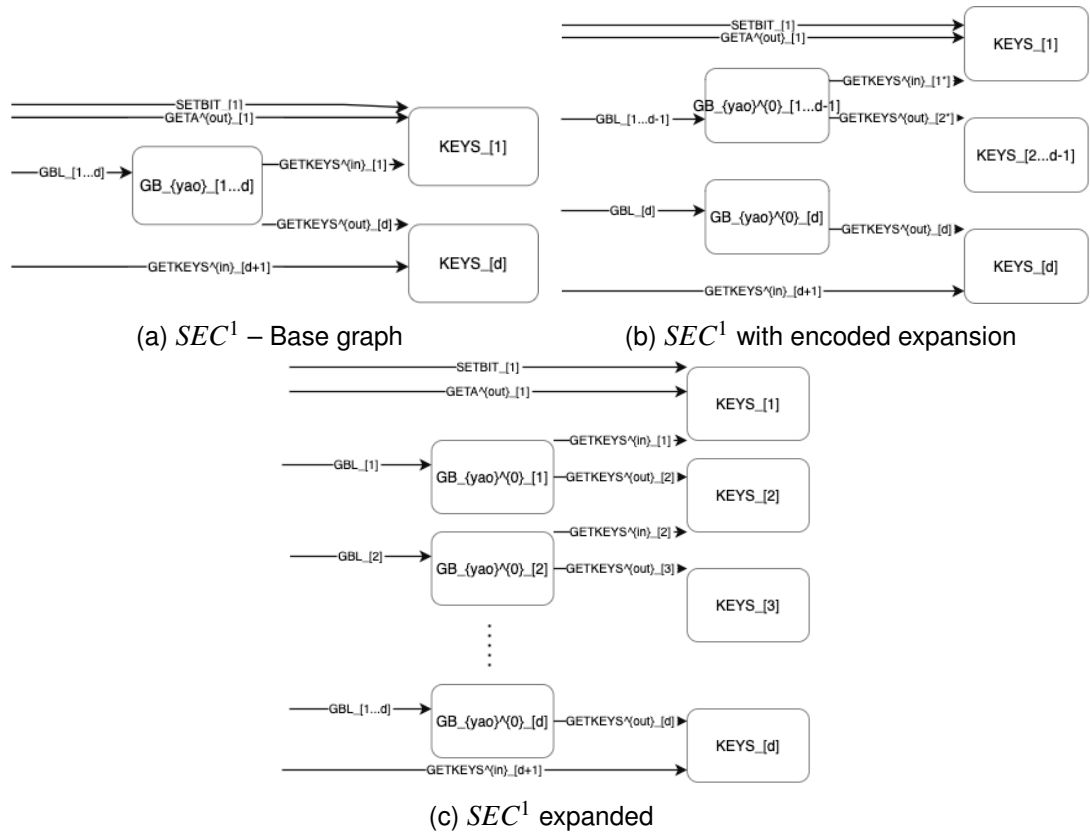 SETBIT_[1]
GETA^{out}_[1]
KEYS_[1]
GBL_[1...d]
GB_{yao}_[1...d]
GETKEYS^{in}_[1]
GETKEYS^{out}_[d]
KEYS_[d]
GETKEYS^{in}_[d+1]
(a) SEC¹ – Base graph
SETBIT_[1]
GETA^{out}_[1]
KEYS_[1]
GETKEYS^{in}_[1*]
GBL_[1...d-1]
GB_{yao}^{0}_[1...d-1]
GETKEYS^{out}_[2*]
KEYS_[2...d-1]
GBL_[d]
GB_{yao}^{0}_[d]
GETKEYS^{out}_[d]
KEYS_[d]
GETKEYS^{in}_[d+1]
(b) SEC¹ with encoded expansion
SETBIT_[1]
GETA^{out}_[1]
KEYS_[1]
GETKEYS^{in}_[1]
GBL_[1]
GB_{yao}^{0}_[1]
GETKEYS^{out}_[2]
KEYS_[2]
GETKEYS^{in}_[2]
GBL_[2]
GB_{yao}^{0}_[2]
GETKEYS^{out}_[3]
KEYS_[3]
GBL_[1...d]
GB_{yao}^{0}_[d]
GETKEYS^{out}_[d]
KEYS_[d]
GETKEYS^{in}_[d+1]
(c) SEC¹ expanded